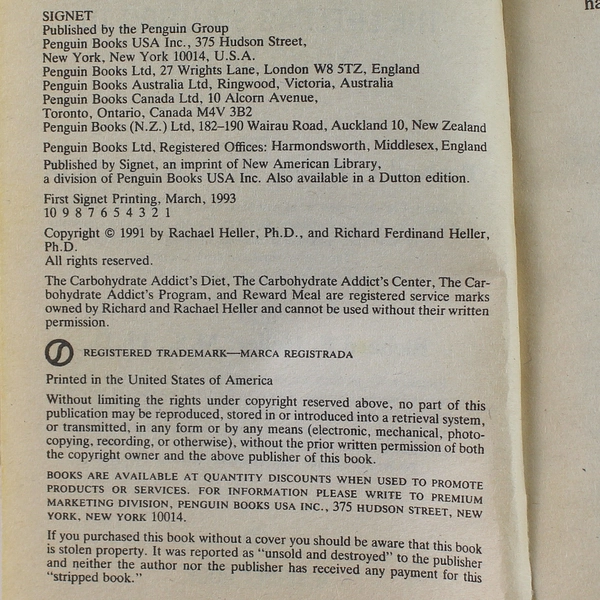 SIGNET
Published by the Penguin Group
Penguin Books USA Inc., 375 Hudson Street,
New York, New York 10014, U.S.A.
Penguin Books Ltd, 27 Wrights Lane, London W8 5TZ, England
Penguin Books Australia Ltd, Ringwood, Victoria, Australia
Penguin Books Canada Ltd, 10 Alcorn Avenue,
Toronto, Ontario, Canada M4V 3B2
Penguin Books (N.Z.) Ltd, 182–190 Wairau Road, Auckland 10, New Zealand
Penguin Books Ltd, Registered Offices: Harmondsworth, Middlesex, England
Published by Signet, an imprint of New American Library,
a division of Penguin Books USA Inc. Also available in a Dutton edition.
First Signet Printing, March, 1993
10 9 8 7 6 5 4 3 2 1
Copyright © 1991 by Rachael Heller, Ph.D., and Richard Ferdinand Heller,
Ph.D.
All rights reserved.
The Carbohydrate Addict's Diet, The Carbohydrate Addict's Center, The Car-
bohydrate Addict's Program, and Reward Meal are registered service marks
owned by Richard and Rachael Heller and cannot be used without their written
permission.
REGISTERED TRADEMARK—MARCA REGISTRADA
Printed in the United States of America
Without limiting the rights under copyright reserved above, no part of this
publication may be reproduced, stored in or introduced into a retrieval system,
or transmitted, in any form or by any means (electronic, mechanical, photo-
copying, recording, or otherwise), without the prior written permission of both
the copyright owner and the above publisher of this book.
BOOKS ARE AVAILABLE AT QUANTITY DISCOUNTS WHEN USED TO PROMOTE
PRODUCTS OR SERVICES. FOR INFORMATION PLEASE WRITE TO PREMIUM
MARKETING DIVISION, PENGUIN BOOKS USA INC., 375 HUDSON STREET, NEW
YORK, NEW YORK 10014.
If you purchased this book without a cover you should be aware that this book
is stolen property. It was reported as "unsold and destroyed" to the publisher
and neither the author nor the publisher has received any payment for this
"stripped book."